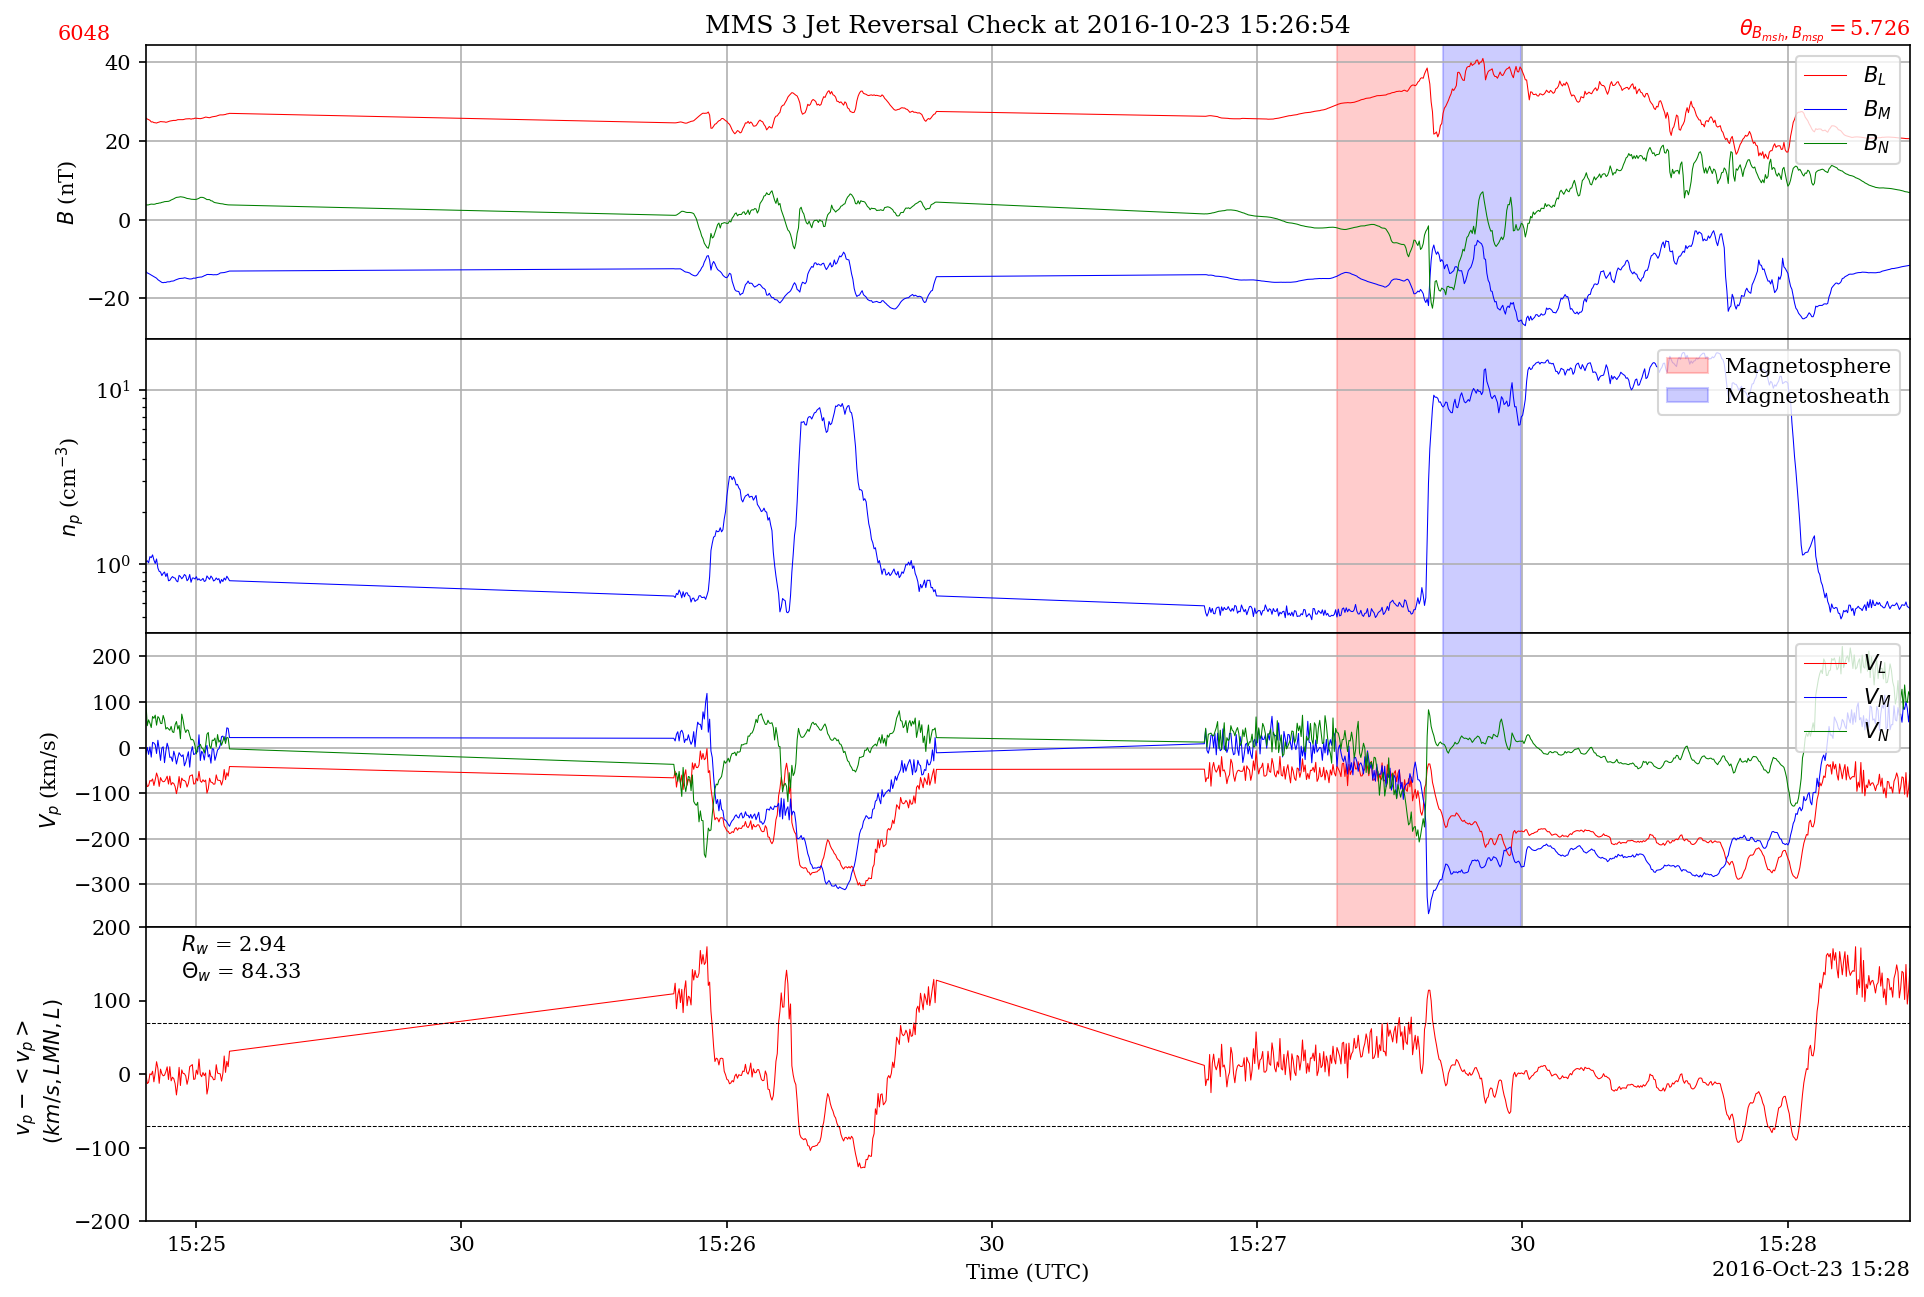 MMS 3 Jet Reversal Check at 2016-10-23 15:26:54
6048
θ_{B_{msh}, B_{msp}} = 5.726
40
20
0
−20
B (nT)
B_L
B_M
B_N
10^1
10^0
n_p (cm^{−3})
Magnetosphere
Magnetosheath
200
100
0
−100
−200
−300
V_p (km/s)
V_L
V_M
V_N
200
100
0
−100
−200
v_p − < v_p >
(km/s, LMN, L)
R_w = 2.94
Θ_w = 84.33
15:25
30
15:26
30
15:27
30
15:28
Time (UTC)
2016-Oct-23 15:28